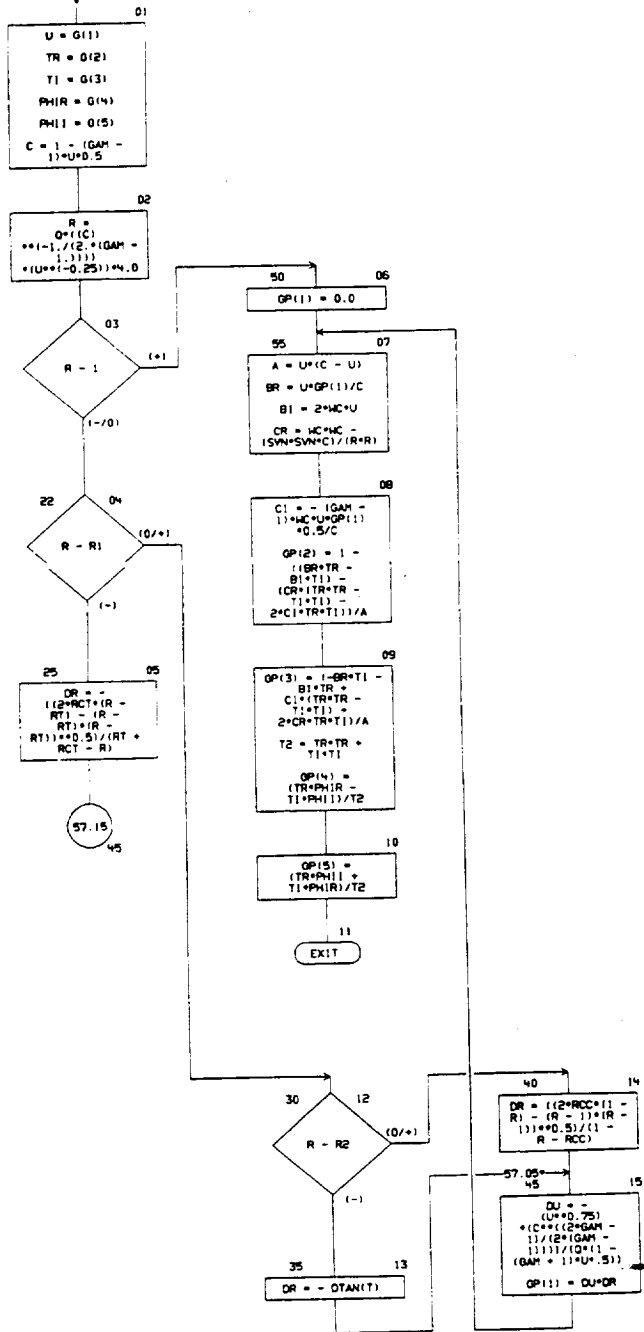 01
U = G(1)
TR = G(2)
TI = G(3)
PHIR = G(4)
PHII = G(5)
C = 1 - (GAM -
1)*U*0.5
02
R =
Q*((C)
**(-1./(2.*(GAM -
1.))))
*(U**(-0.25))*4.0
03
R - 1
(+)
(-/0)
22
04
R - R1
(0/+)
(-)
25
05
DR = -
((2*RCT*(R -
RT) - (R -
RT)*(R -
RT))**0.5)/(RT +
RCT - R)
57.15
45
50
06
GP(1) = 0.0
55
07
A = U*(C - U)
BR = U*GP(1)/C
BI = 2*WC*U
CR = WC*WC -
(SVN*SVN*C)/(R*R)
08
CI = - (GAM -
1)*WC*U*GP(1)
*0.5/C
GP(2) = 1 -
((BR*TR -
BI*TI) -
(CR*(TR*TR -
TI*TI) -
2*CI*TR*TI))/A
09
GP(3) = (-BR*TI -
BI*TR +
CI*(TR*TR -
TI*TI) +
2*CR*TR*TI)/A
T2 = TR*TR +
TI*TI
GP(4) =
(TR*PHIR -
TI*PHII)/T2
10
GP(5) =
(TR*PHII +
TI*PHIR)/T2
11
EXIT
30
12
R - R2
(0/+)
(-)
35
13
DR = - DTAN(T)
40
14
DR = ((2*RCC*(1 -
R) - (R - 1)*(R -
1))**0.5)/(1 -
R - RCC)
57.05*
45
15
DU = -
(U**0.75)
*(C**((2*GAM -
1)/(2*(GAM -
1))))/(Q*(1 -
(GAM + 1)*U*.5))
GP(1) = DU*DR